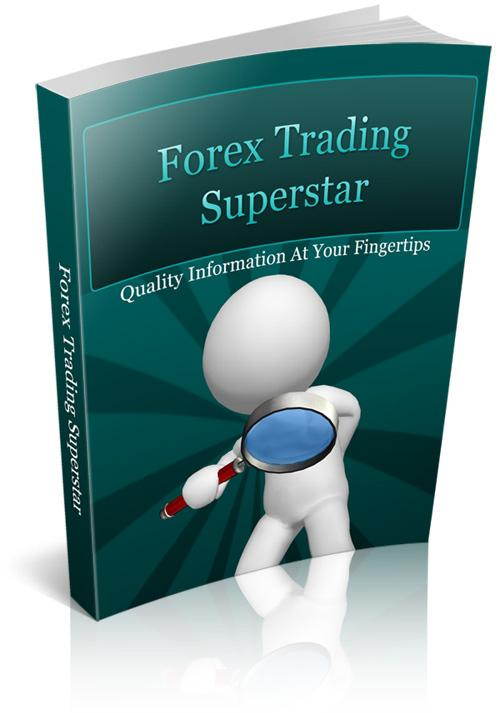 Forex Trading
Superstar
Quality Information At Your Fingertips
Forex Trading Superstar